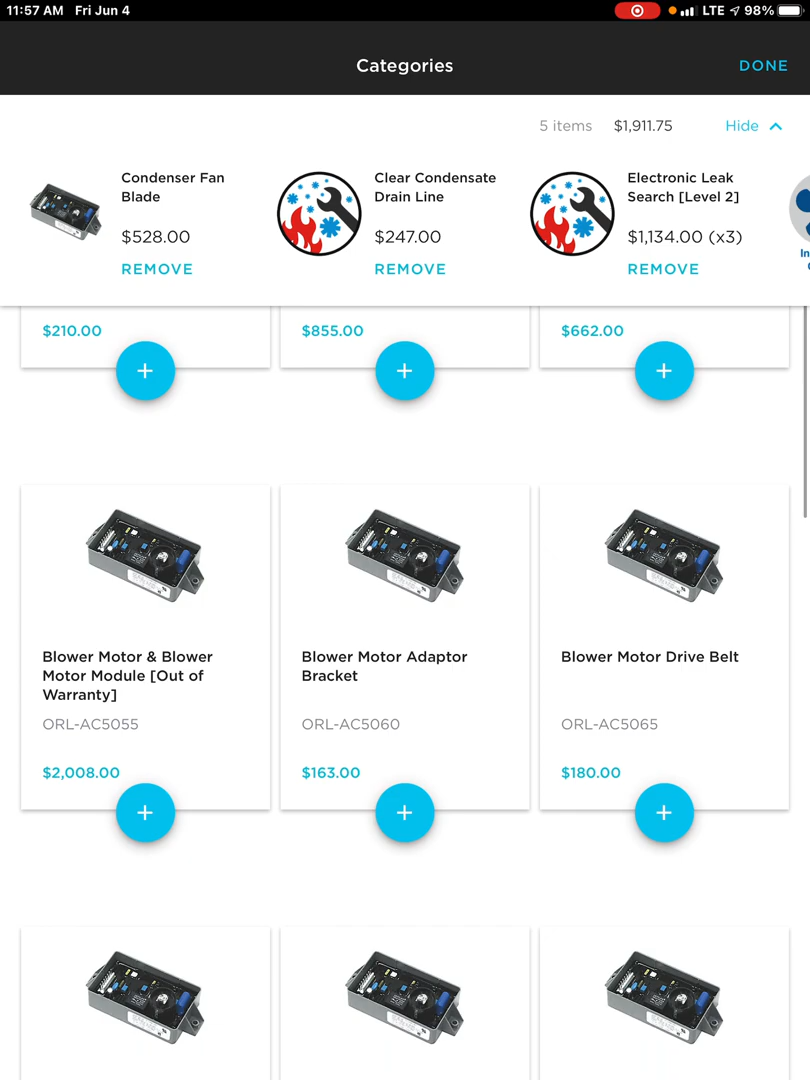 11:57 AM Fri Jun 4
LTE 98%
Categories
DONE
5 items $1,911.75 Hide
Condenser Fan
Blade
$528.00
REMOVE
Clear Condensate
Drain Line
$247.00
REMOVE
Electronic Leak
Search [Level 2]
$1,134.00 (x3)
REMOVE
In
$210.00
$855.00
$662.00
+
+
+
Blower Motor & Blower
Motor Module [Out of
Warranty]
ORL-AC5055
$2,008.00
+
Blower Motor Adaptor
Bracket
ORL-AC5060
$163.00
+
Blower Motor Drive Belt
ORL-AC5065
$180.00
+